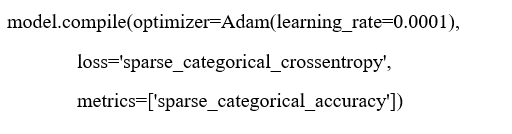 model.compile(optimizer=Adam(learning_rate=0.0001),
loss='sparse_categorical_crossentropy',
metrics=['sparse_categorical_accuracy'])